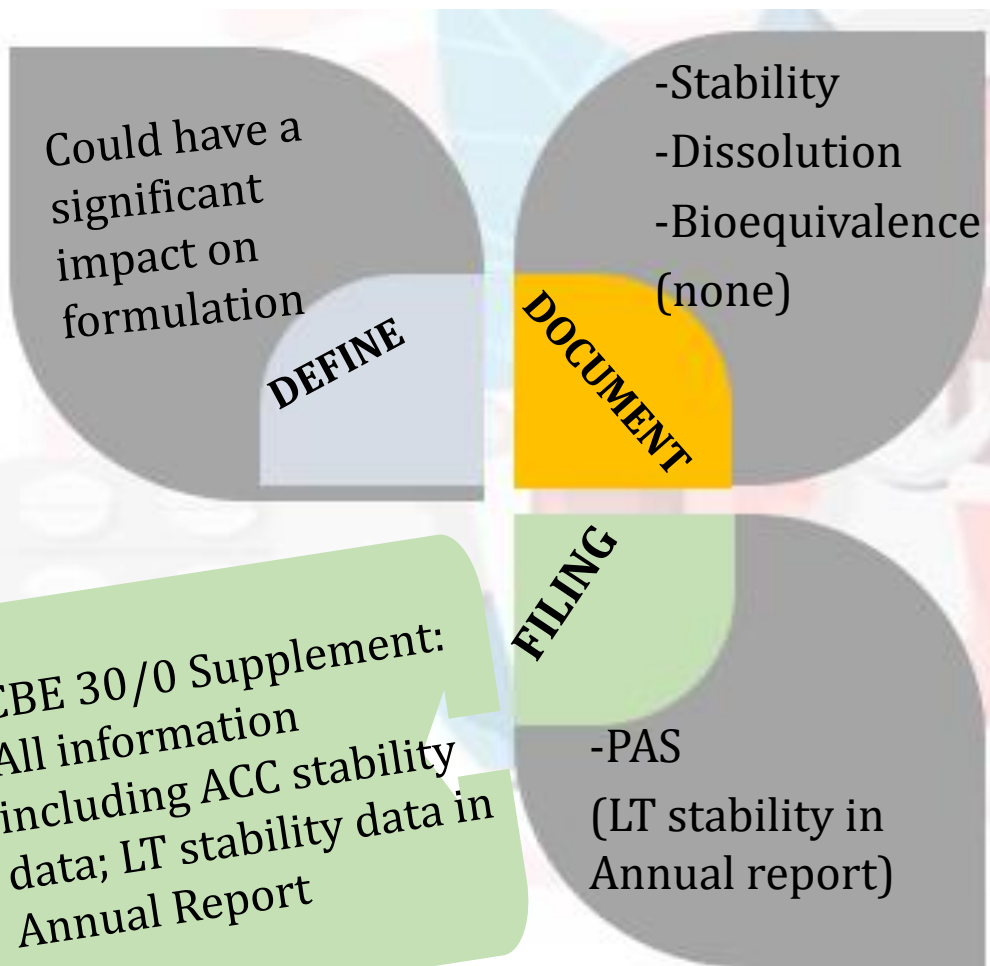 Could have a
significant
impact on
formulation
DEFINE
-Stability
-Dissolution
-Bioequivalence
(none)
DOCUMENT
FILING
-PAS
(LT stability in
Annual report)
CBE 30/0 Supplement:
All information
including ACC stability
data; LT stability data in
Annual Report